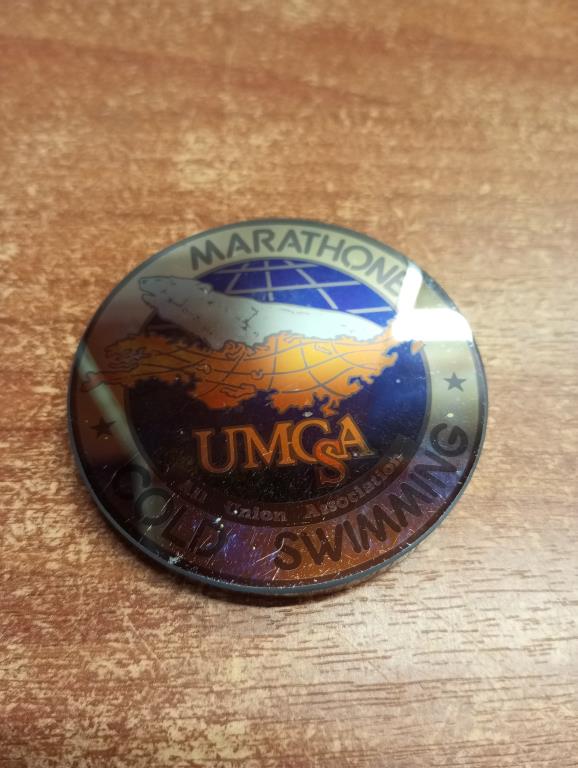 MARATHONE
UMCSA
All Union Association
COLD SWIMMING